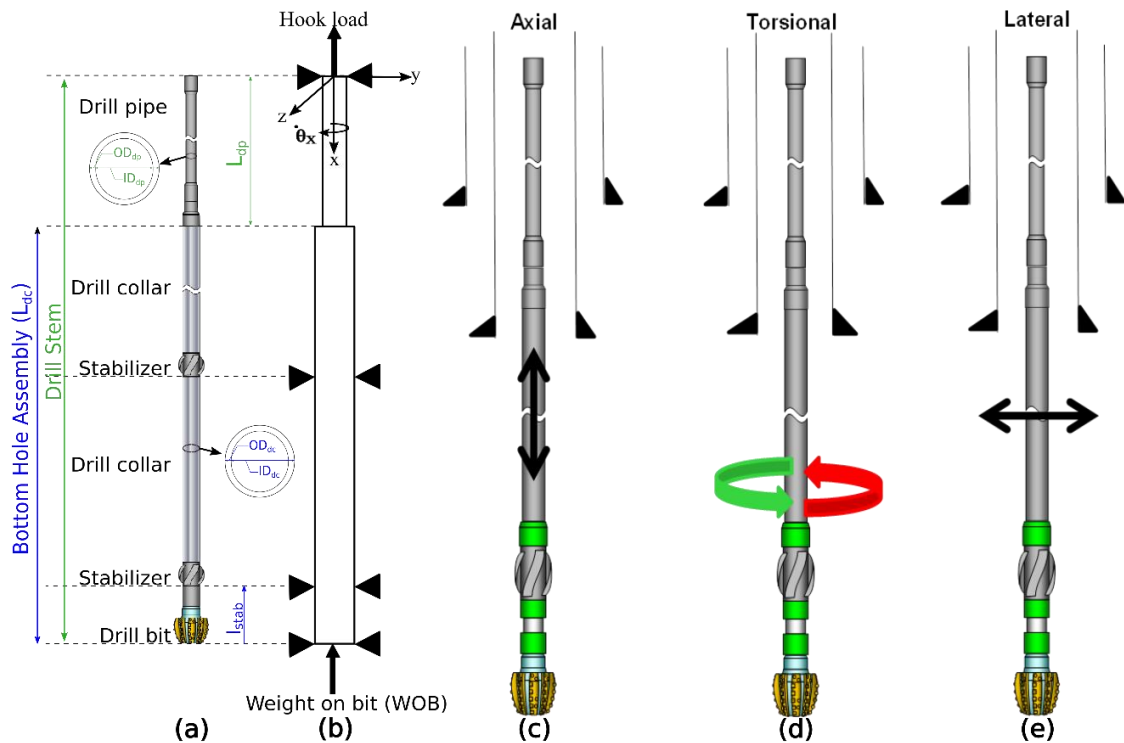 Hook load
Axial
Torsional
Lateral
y
z
θ̇x
x
Drill pipe
ODdp
IDdp
Ldp
Drill collar
Stabilizer
ODdc
IDdc
Drill collar
Stabilizer
lstab
Drill bit
Bottom Hole Assembly (Ldc)
Drill Stem
Weight on bit (WOB)
(a)
(b)
(c)
(d)
(e)